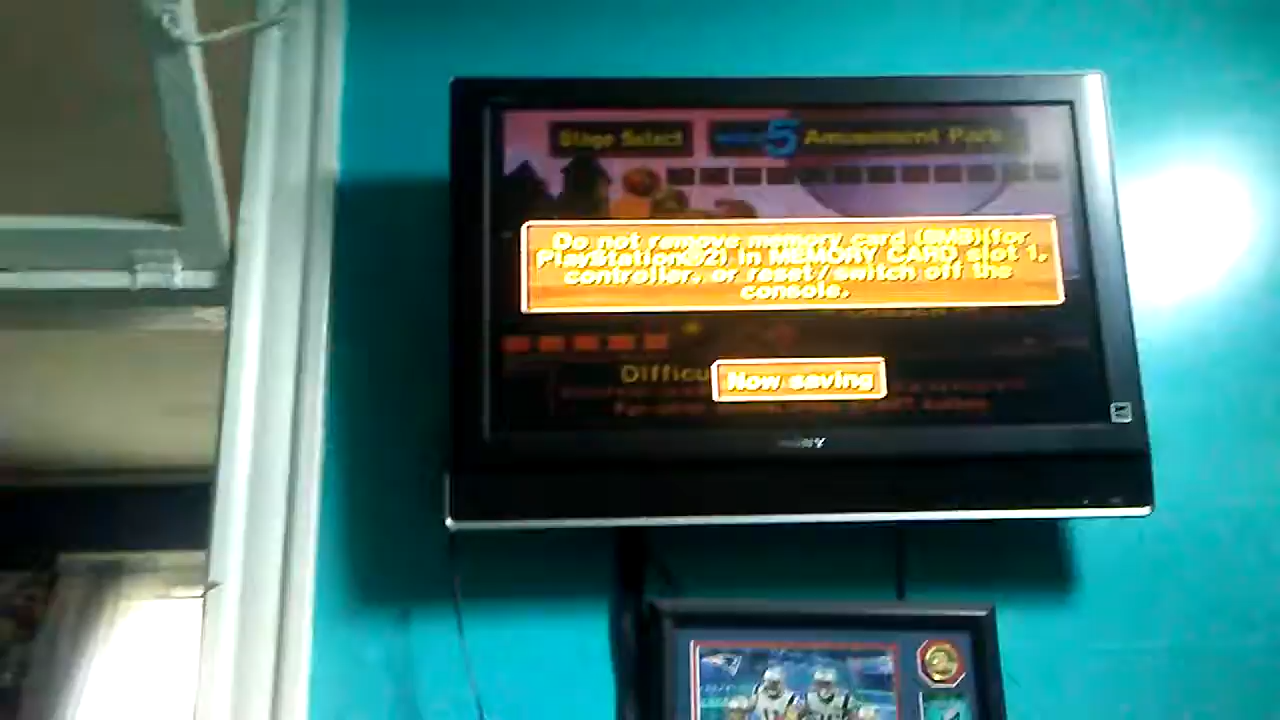 Stage Select
5 Amusement Park
Do not remove memory card (8MB)(for
PlayStation®2) in MEMORY CARD slot 1,
controller, or reset / switch off the
console.
Now saving
SONY